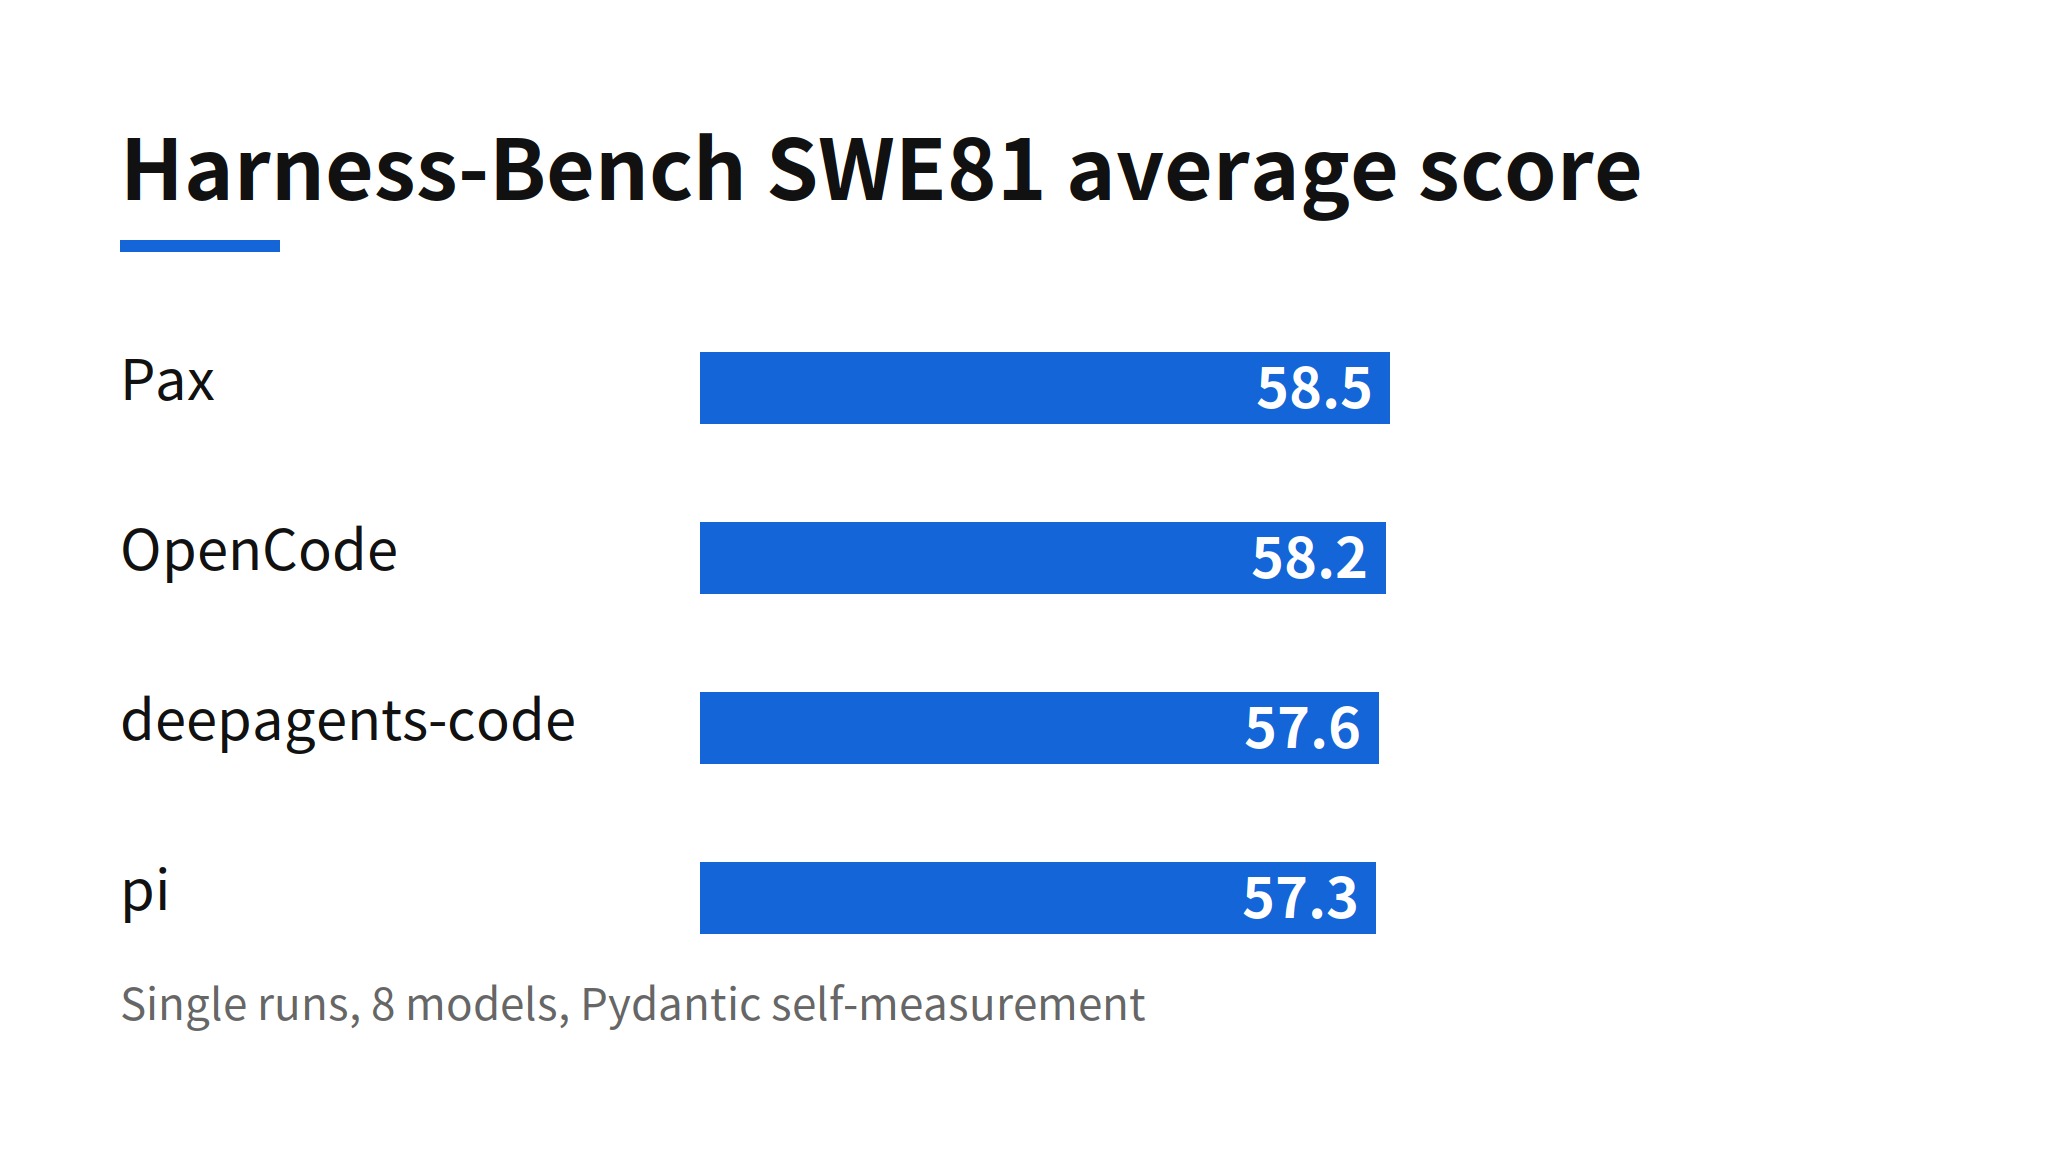 Harness-Bench SWE81 average score
Pax 58.5
OpenCode 58.2
deepagents-code 57.6
pi 57.3
Single runs, 8 models, Pydantic self-measurement